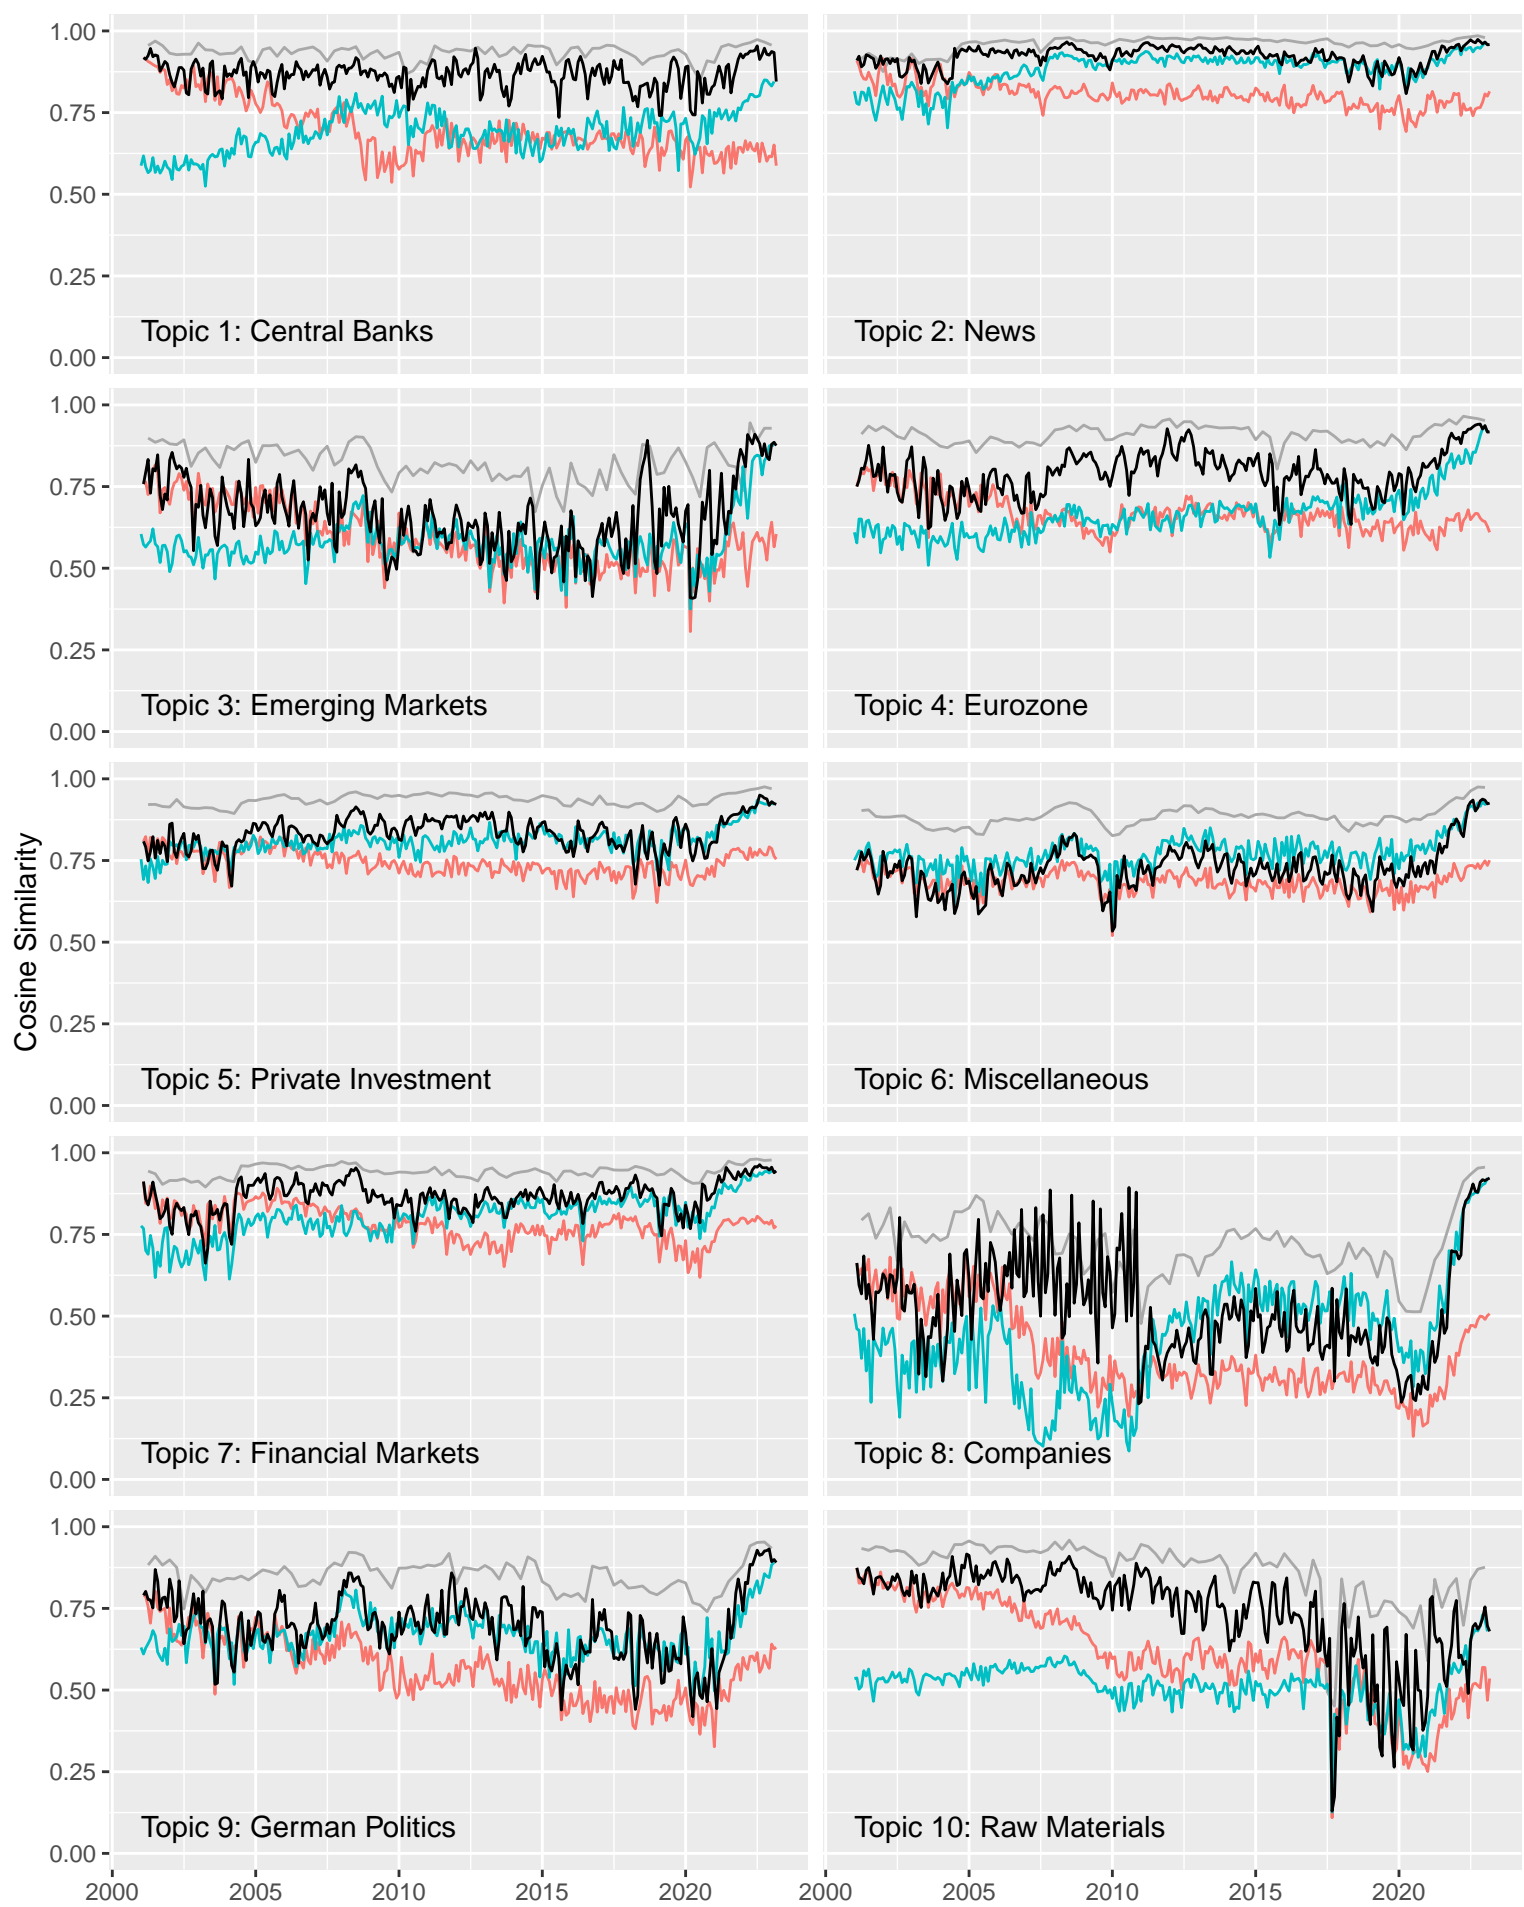 1.00
0.75
0.50
0.25
0.00
Topic 1: Central Banks
Topic 2: News
1.00
0.75
0.50
0.25
0.00
Topic 3: Emerging Markets
Topic 4: Eurozone
Cosine Similarity
1.00
0.75
0.50
0.25
0.00
Topic 5: Private Investment
Topic 6: Miscellaneous
1.00
0.75
0.50
0.25
0.00
Topic 7: Financial Markets
Topic 8: Companies
1.00
0.75
0.50
0.25
0.00
Topic 9: German Politics
Topic 10: Raw Materials
2000 2005 2010 2015 2020 2000 2005 2010 2015 2020